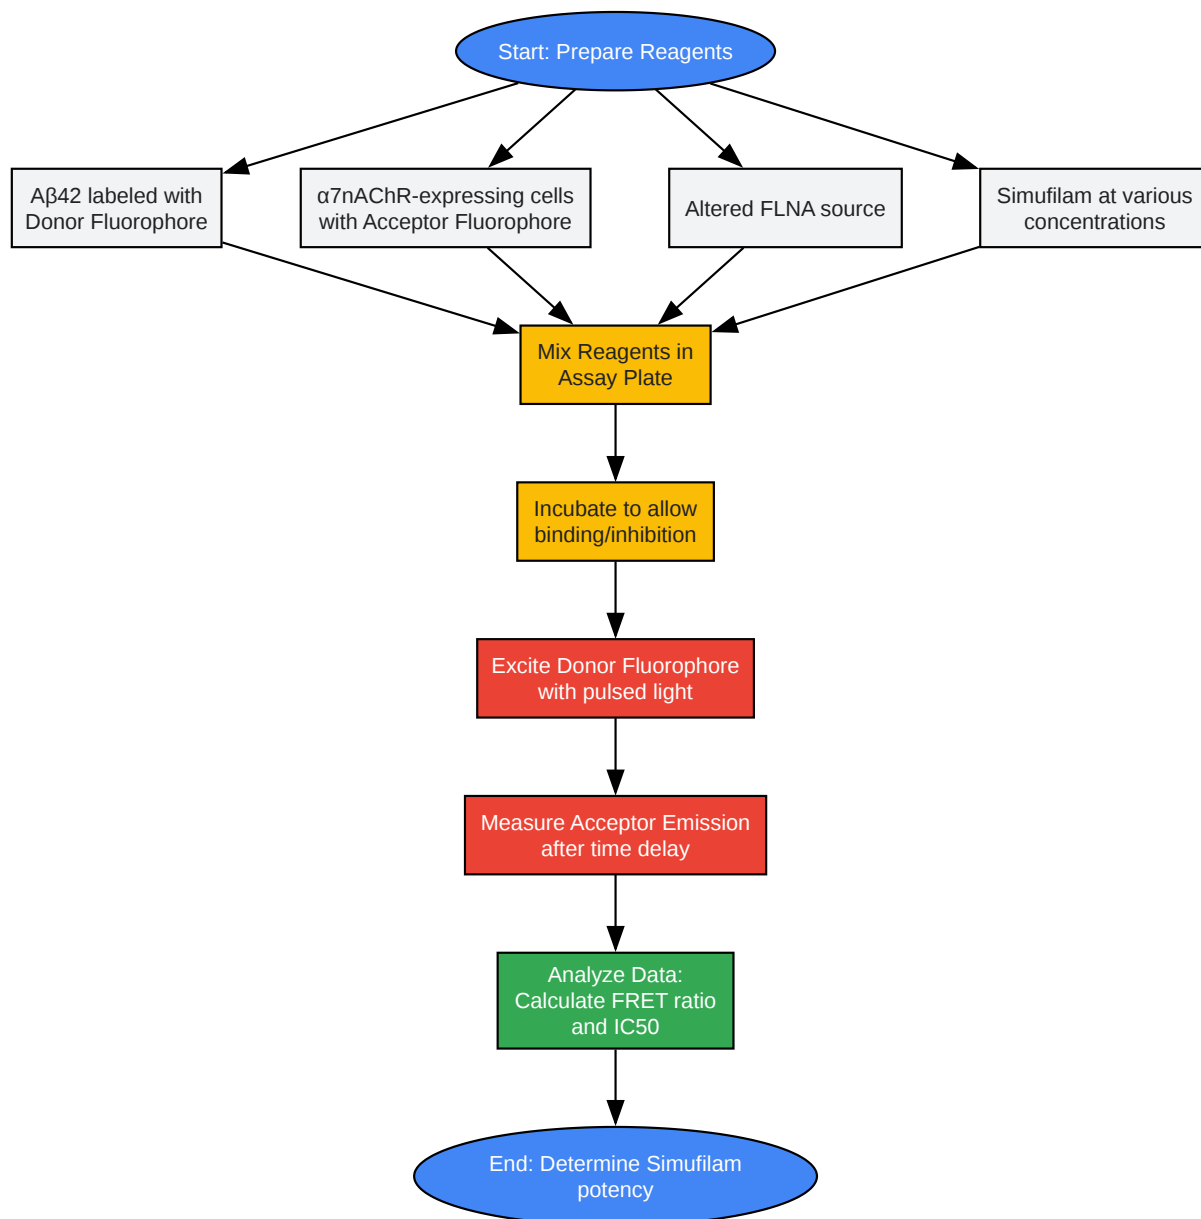 Start: Prepare Reagents
Aβ42 labeled with
Donor Fluorophore
α7nAChR-expressing cells
with Acceptor Fluorophore
Altered FLNA source
Simufilam at various
concentrations
Mix Reagents in
Assay Plate
Incubate to allow
binding/inhibition
Excite Donor Fluorophore
with pulsed light
Measure Acceptor Emission
after time delay
Analyze Data:
Calculate FRET ratio
and IC50
End: Determine Simufilam
potency